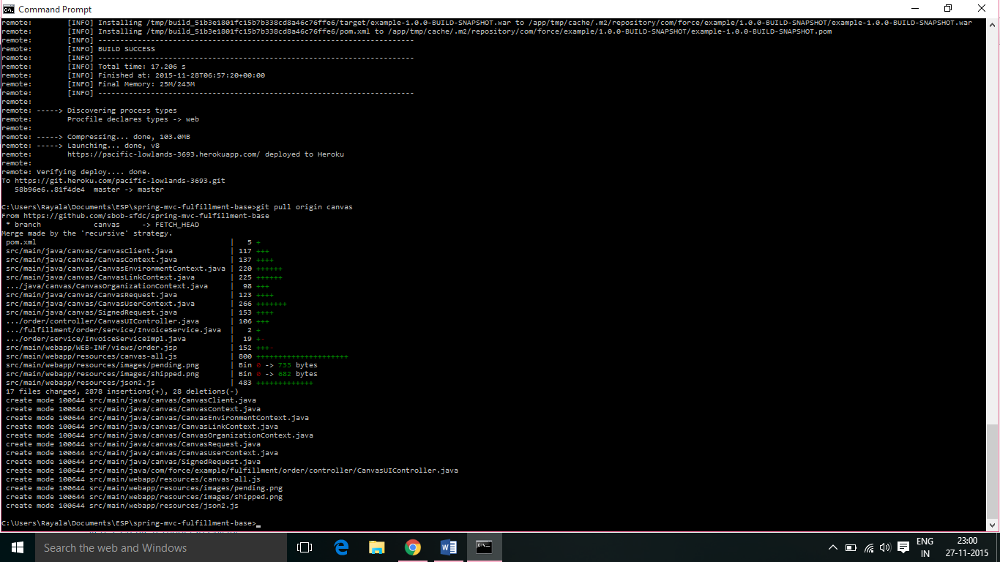 Command Prompt
remote:        [INFO] Installing /tmp/build_51b3e1801fc15b7b338cd8a46c76ffe6/target/example-1.0.0-BUILD-SNAPSHOT.war to /app/tmp/cache/.m2/repository/com/force/example/1.0.0-BUILD-SNAPSHOT/example-1.0.0-BUILD-SNAPSHOT.war
remote:        [INFO] Installing /tmp/build_51b3e1801fc15b7b338cd8a46c76ffe6/pom.xml to /app/tmp/cache/.m2/repository/com/force/example/1.0.0-BUILD-SNAPSHOT/example-1.0.0-BUILD-SNAPSHOT.pom
remote:        [INFO] ------------------------------------------------------------------------
remote:        [INFO] BUILD SUCCESS
remote:        [INFO] ------------------------------------------------------------------------
remote:        [INFO] Total time: 17.206 s
remote:        [INFO] Finished at: 2015-11-28T06:57:20+00:00
remote:        [INFO] Final Memory: 25M/243M
remote:        [INFO] ------------------------------------------------------------------------
remote:
remote: -----> Discovering process types
remote:        Procfile declares types -> web
remote:
remote: -----> Compressing... done, 103.0MB
remote: -----> Launching... done, v8
remote:        https://pacific-lowlands-3693.herokuapp.com/ deployed to Heroku
remote:
remote: Verifying deploy.... done.
To https://git.heroku.com/pacific-lowlands-3693.git
   58b96e6..81f4de4  master -> master
C:\Users\Rayala\Documents\ESP\spring-mvc-fulfillment-base>git pull origin canvas
From https://github.com/sbob-sfdc/spring-mvc-fulfillment-base
 * branch            canvas     -> FETCH_HEAD
Merge made by the 'recursive' strategy.
 pom.xml                                            |   5 +
 src/main/java/canvas/CanvasClient.java             | 117 +++
 src/main/java/canvas/CanvasContext.java            | 137 ++++
 src/main/java/canvas/CanvasEnvironmentContext.java | 220 ++++++
 src/main/java/canvas/CanvasLinkContext.java        | 225 ++++++
 .../java/canvas/CanvasOrganizationContext.java     |  98 +++
 src/main/java/canvas/CanvasRequest.java            | 123 ++++
 src/main/java/canvas/CanvasUserContext.java        | 266 +++++++
 src/main/java/canvas/SignedRequest.java            | 153 ++++
 .../order/controller/CanvasUIController.java       | 106 +++
 .../fulfillment/order/service/InvoiceService.java  |   2 +
 .../order/service/InvoiceServiceImpl.java          |  19 +-
 src/main/webapp/WEB-INF/views/order.jsp            | 152 +++-
 src/main/webapp/resources/canvas-all.js            | 800 +++++++++++++++++++++
 src/main/webapp/resources/images/pending.png       | Bin 0 -> 733 bytes
 src/main/webapp/resources/images/shipped.png       | Bin 0 -> 682 bytes
 src/main/webapp/resources/json2.js                 | 483 +++++++++++++
 17 files changed, 2878 insertions(+), 28 deletions(-)
 create mode 100644 src/main/java/canvas/CanvasClient.java
 create mode 100644 src/main/java/canvas/CanvasContext.java
 create mode 100644 src/main/java/canvas/CanvasEnvironmentContext.java
 create mode 100644 src/main/java/canvas/CanvasLinkContext.java
 create mode 100644 src/main/java/canvas/CanvasOrganizationContext.java
 create mode 100644 src/main/java/canvas/CanvasRequest.java
 create mode 100644 src/main/java/canvas/CanvasUserContext.java
 create mode 100644 src/main/java/canvas/SignedRequest.java
 create mode 100644 src/main/java/com/force/example/fulfillment/order/controller/CanvasUIController.java
 create mode 100644 src/main/webapp/resources/canvas-all.js
 create mode 100644 src/main/webapp/resources/images/pending.png
 create mode 100644 src/main/webapp/resources/images/shipped.png
 create mode 100644 src/main/webapp/resources/json2.js
C:\Users\Rayala\Documents\ESP\spring-mvc-fulfillment-base>
Search the web and Windows
ENG
IN
23:00
27-11-2015